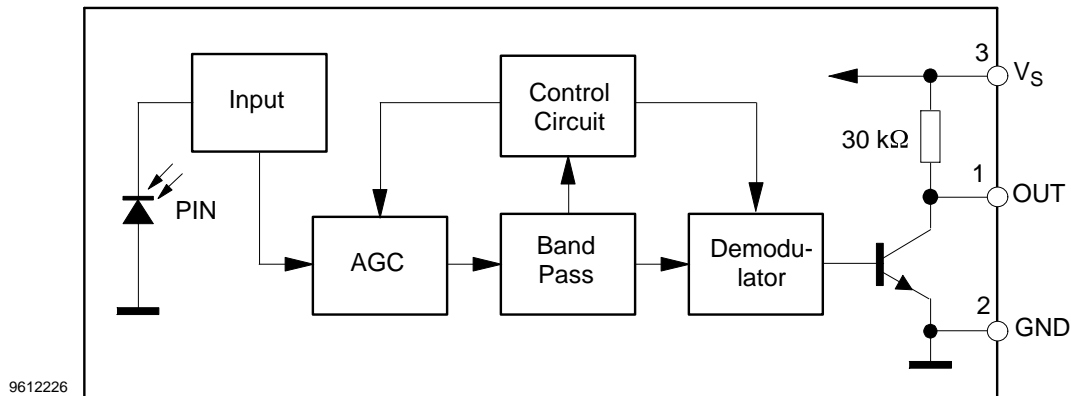 Input
Control
Circuit
3
V_S
30 kΩ
1
OUT
PIN
AGC
Band
Pass
Demodu-
lator
2
GND
9612226